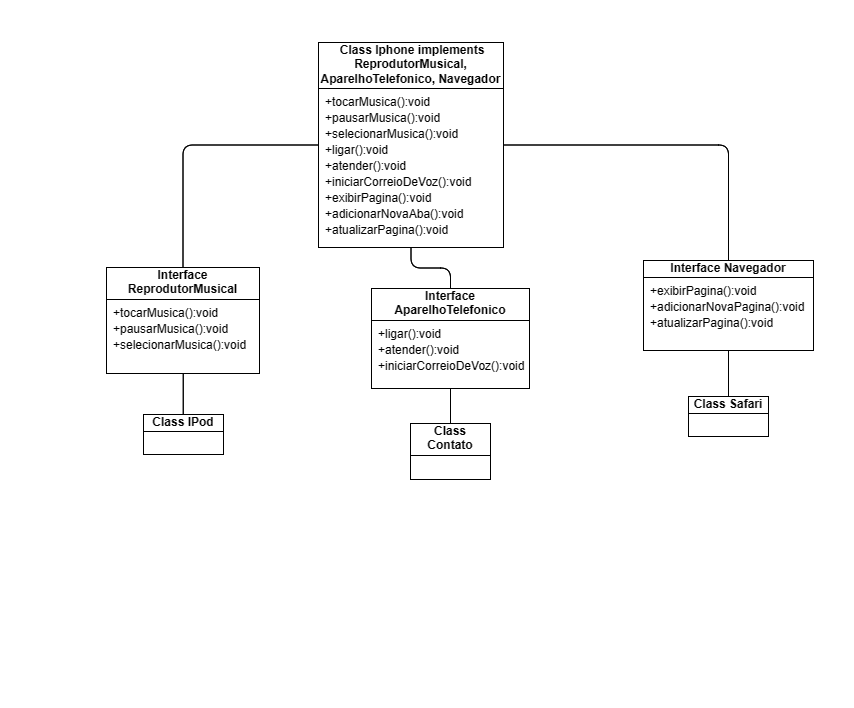 Class Iphone implements
ReprodutorMusical,
AparelhoTelefonico, Navegador
+tocarMusica():void
+pausarMusica():void
+selecionarMusica():void
+ligar():void
+atender():void
+iniciarCorreioDeVoz():void
+exibirPagina():void
+adicionarNovaAba():void
+atualizarPagina():void
Interface
ReprodutorMusical
+tocarMusica():void
+pausarMusica():void
+selecionarMusica():void
Class IPod
Interface
AparelhoTelefonico
+ligar():void
+atender():void
+iniciarCorreioDeVoz():void
Class
Contato
Interface Navegador
+exibirPagina():void
+adicionarNovaPagina():void
+atualizarPagina():void
Class Safari